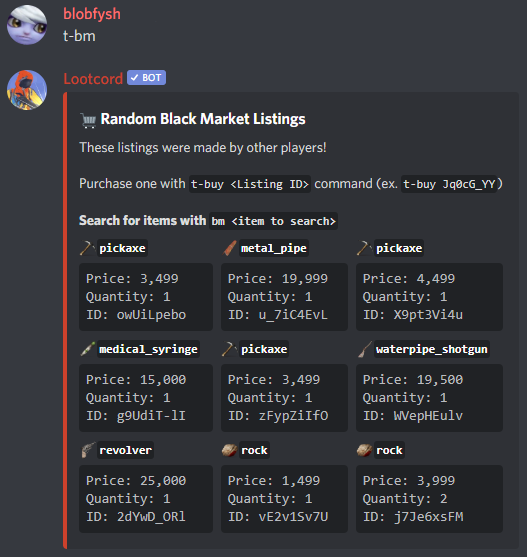 blobfysh
t-bm
Lootcord ✓ BOT
Random Black Market Listings
These listings were made by other players!
Purchase one with t-buy <Listing ID> command (ex. t-buy Jq0cG_YY)
Search for items with bm <item to search>
pickaxe metal_pipe pickaxe
Price: 3,499 Price: 19,999 Price: 4,499
Quantity: 1 Quantity: 1 Quantity: 1
ID: owUiLpebo ID: u_7iC4EvL ID: X9pt3Vi4u
medical_syringe pickaxe waterpipe_shotgun
Price: 15,000 Price: 3,499 Price: 19,500
Quantity: 1 Quantity: 1 Quantity: 1
ID: g9UdiT-lI ID: zFypZiIfO ID: WVepHEulv
revolver rock rock
Price: 25,000 Price: 1,499 Price: 3,999
Quantity: 1 Quantity: 1 Quantity: 2
ID: 2dYwD_ORl ID: vE2v1Sv7U ID: j7Je6xsFM